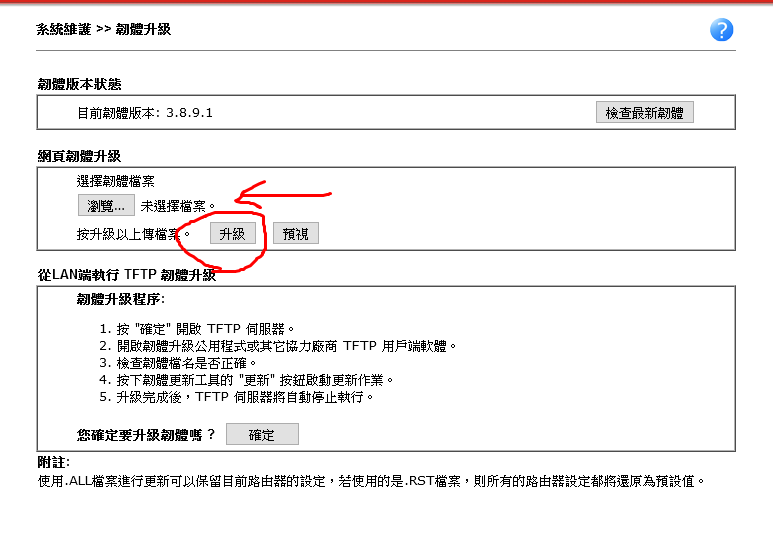 系統維護 >> 韌體升級
?
韌體版本狀態
目前韌體版本: 3.8.9.1 檢查最新韌體
網頁韌體升級
選擇韌體檔案
瀏覽... 未選擇檔案。
按升級以上傳檔案。 升級 預視
從LAN端執行 TFTP 韌體升級
韌體升級程序:
1. 按 "確定" 開啟 TFTP 伺服器。
2. 開啟韌體升級公用程式或其它協力廠商 TFTP 用戶端軟體。
3. 檢查韌體檔名是否正確。
4. 按下韌體更新工具的 "更新" 按鈕啟動更新作業。
5. 升級完成後，TFTP 伺服器將自動停止執行。
您確定要升級韌體嗎？ 確定
附註:
使用.ALL檔案進行更新可以保留目前路由器的設定，若使用的是.RST檔案，則所有的路由器設定都將還原為預設值。